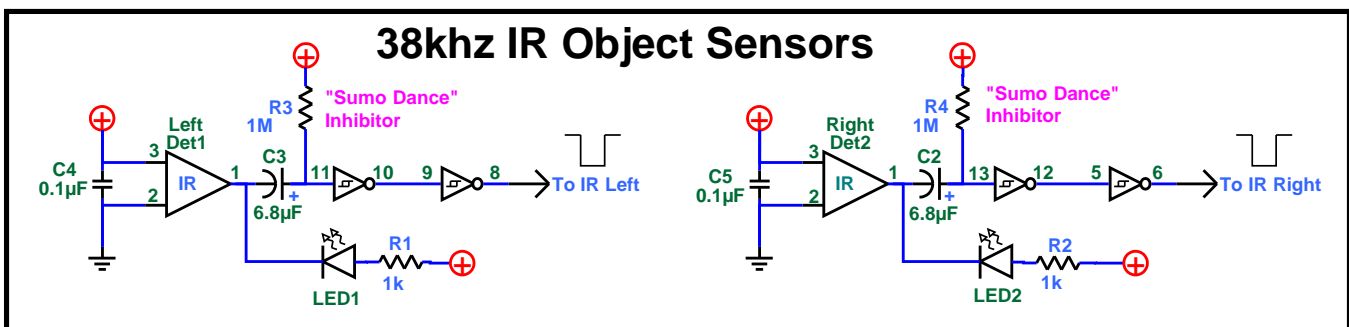 38khz IR Object Sensors
"Sumo Dance"
Inhibitor
R3
1M
Left
Det1
C4
0.1µF
3
2
IR
1
C3
+
6.8µF
11
10
9
8
To IR Left
R1
1k
LED1
"Sumo Dance"
Inhibitor
R4
1M
Right
Det2
C5
0.1µF
3
2
IR
1
C2
+
6.8µF
13
12
5
6
To IR Right
R2
1k
LED2